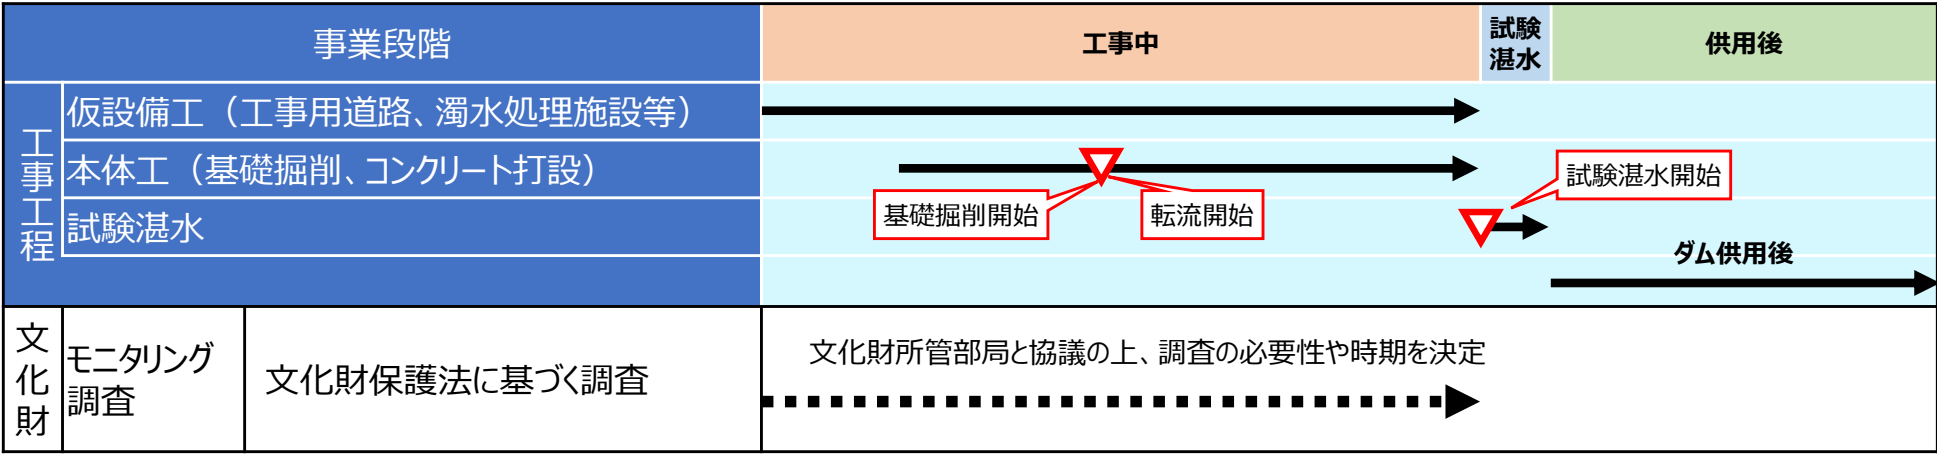 事業段階
工事中
試験
湛水
供用後
工事工程
仮設備工（工事用道路、濁水処理施設等）
本体工（基礎掘削、コンクリート打設）
試験湛水開始
基礎掘削開始
転流開始
試験湛水
ダム供用後
文化財
モニタリング
調査
文化財保護法に基づく調査
文化財所管部局と協議の上、調査の必要性や時期を決定